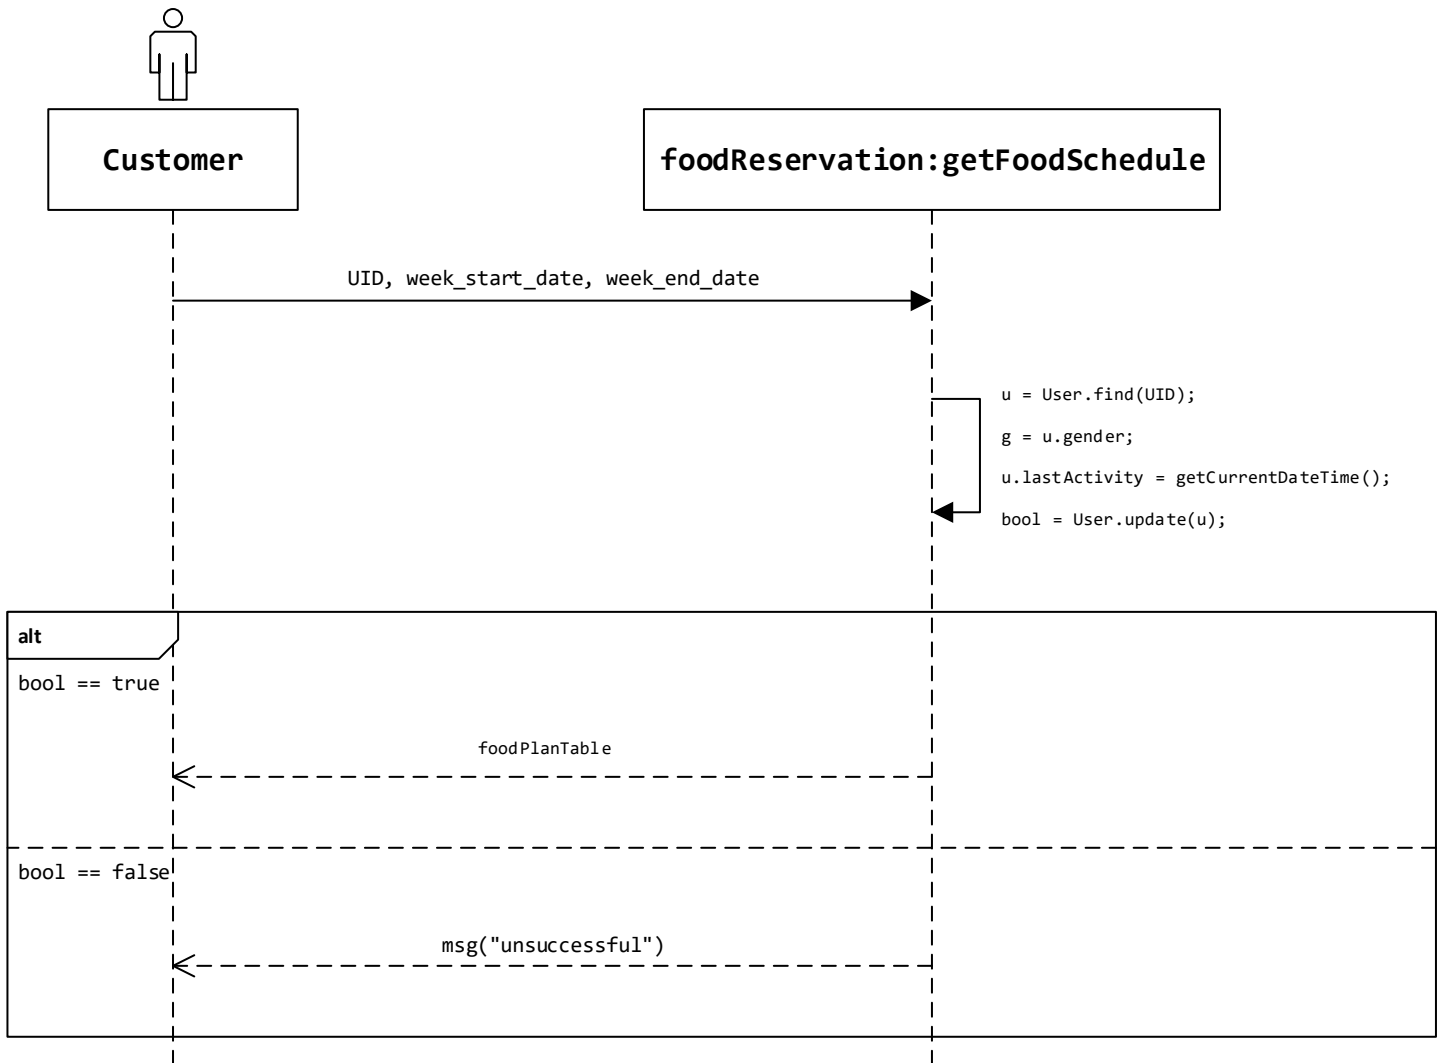 Customer
foodReservation:getFoodSchedule
UID, week_start_date, week_end_date
u = User.find(UID);
g = u.gender;
u.lastActivity = getCurrentDateTime();
bool = User.update(u);
alt
bool == true
foodPlanTable
bool == false
msg("unsuccessful")